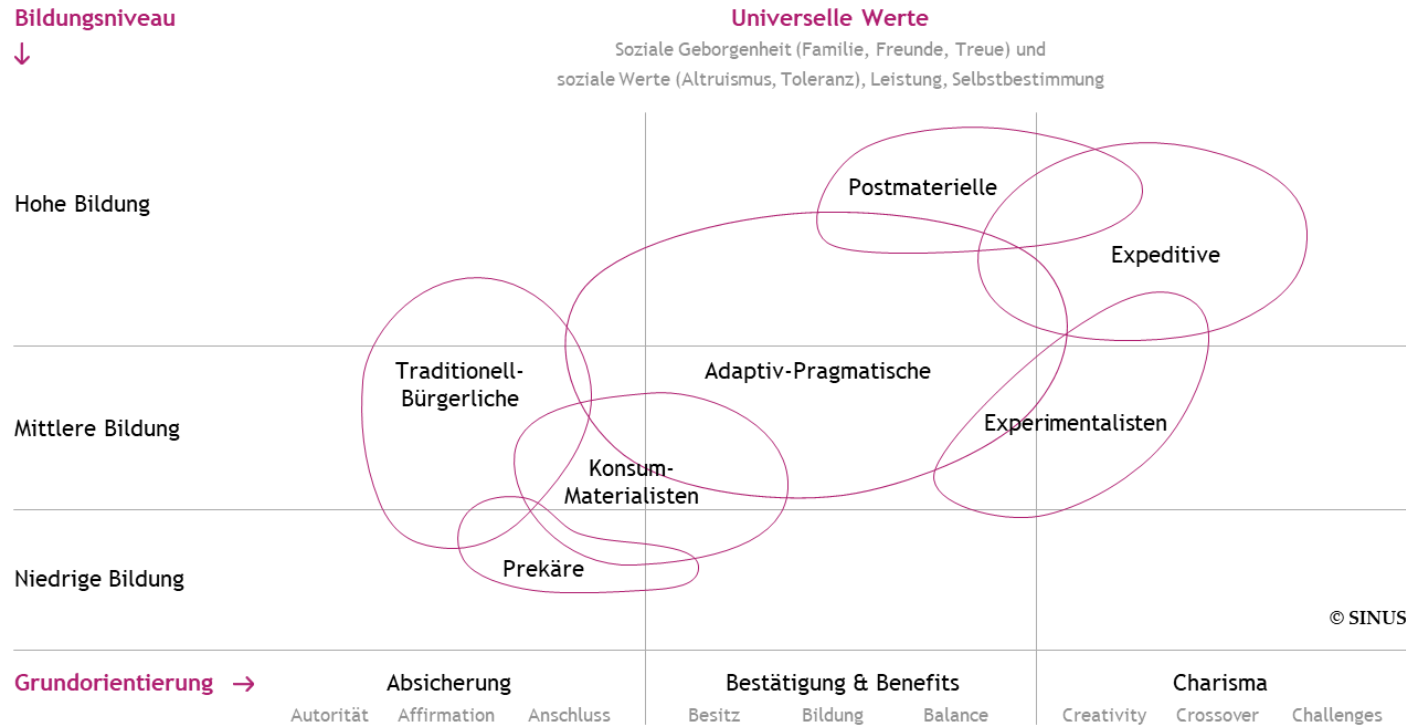 Bildungsniveau
↓
Universelle Werte
Soziale Geborgenheit (Familie, Freunde, Treue) und
soziale Werte (Altruismus, Toleranz), Leistung, Selbstbestimmung
Hohe Bildung
Postmaterielle
Expeditive
Traditionell-
Bürgerliche
Adaptiv-Pragmatische
Mittlere Bildung
Experimentalisten
Konsum-
Materialisten
Niedrige Bildung
Prekäre
© SINUS
Grundorientierung → Absicherung Bestätigung & Benefits Charisma
Autorität Affirmation Anschluss Besitz Bildung Balance Creativity Crossover Challenges